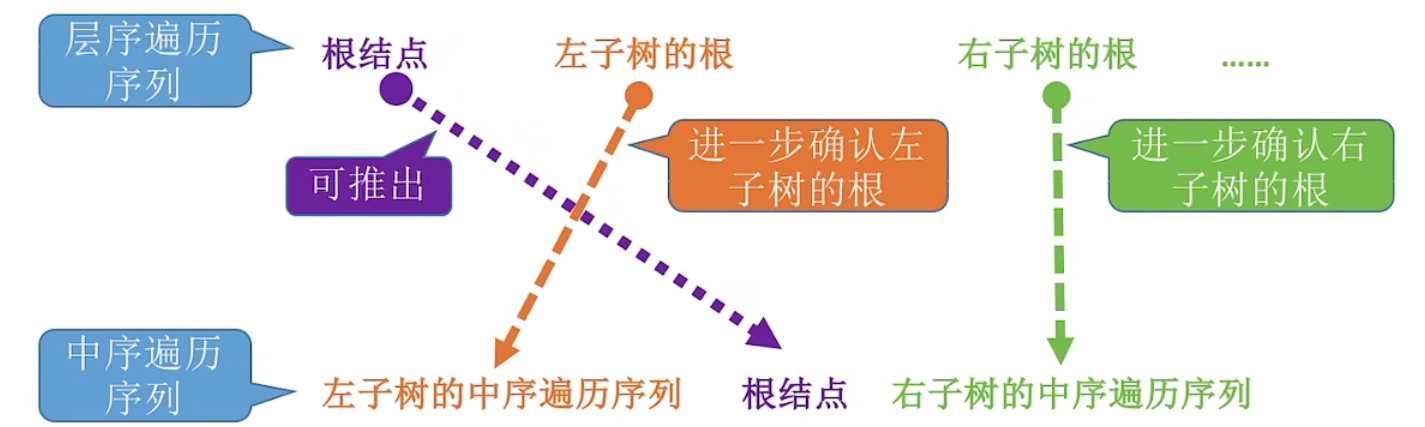 层序遍历
序列
根结点
左子树的根
右子树的根
……
可推出
进一步确认左
子树的根
进一步确认右
子树的根
中序遍历
序列
左子树的中序遍历序列
根结点
右子树的中序遍历序列